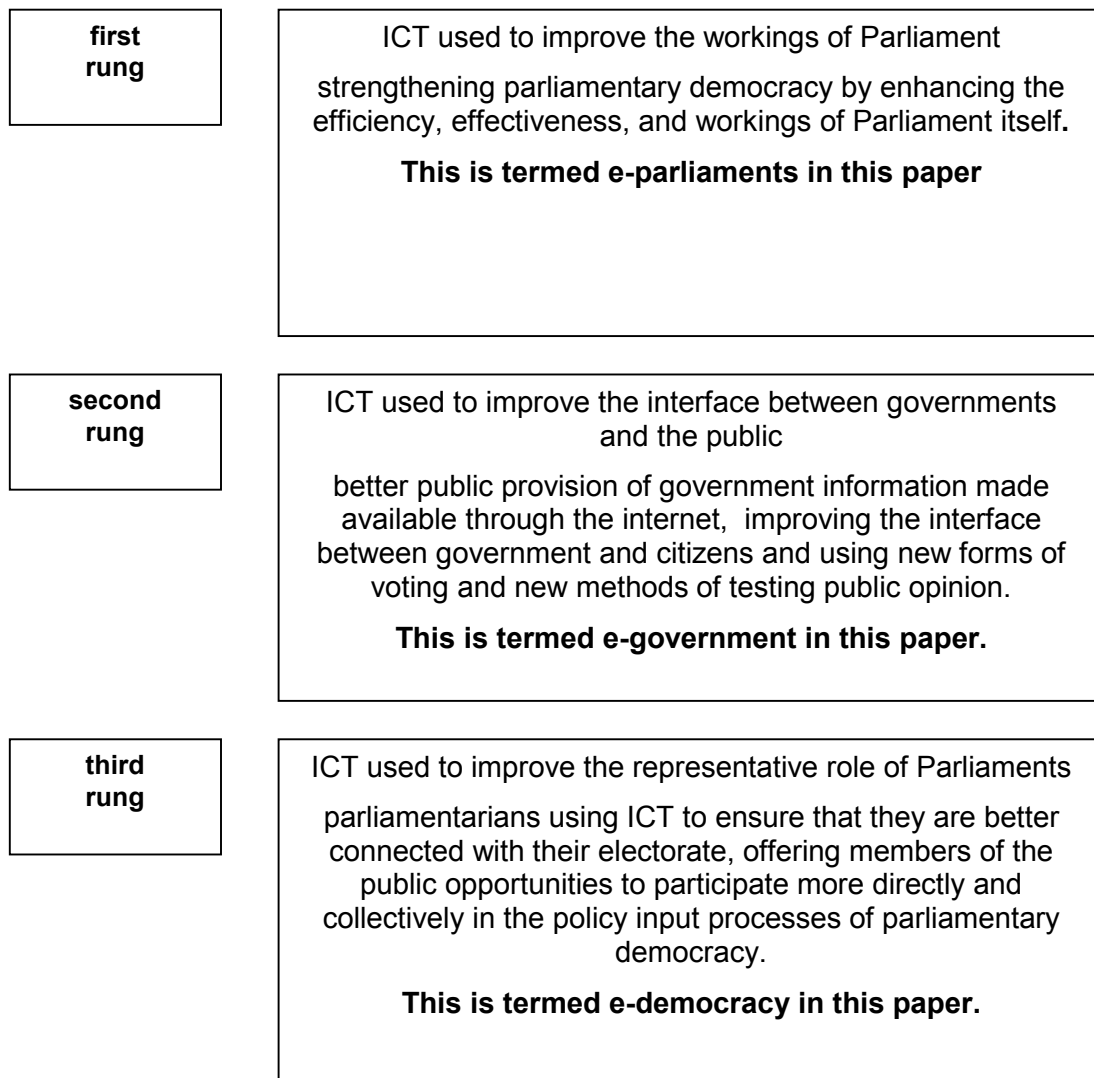 first
rung
ICT used to improve the workings of Parliament
strengthening parliamentary democracy by enhancing the
efficiency, effectiveness, and workings of Parliament itself.
This is termed e-parliaments in this paper
second
rung
ICT used to improve the interface between governments
and the public
better public provision of government information made
available through the internet, improving the interface
between government and citizens and using new forms of
voting and new methods of testing public opinion.
This is termed e-government in this paper.
third
rung
ICT used to improve the representative role of Parliaments
parliamentarians using ICT to ensure that they are better
connected with their electorate, offering members of the
public opportunities to participate more directly and
collectively in the policy input processes of parliamentary
democracy.
This is termed e-democracy in this paper.